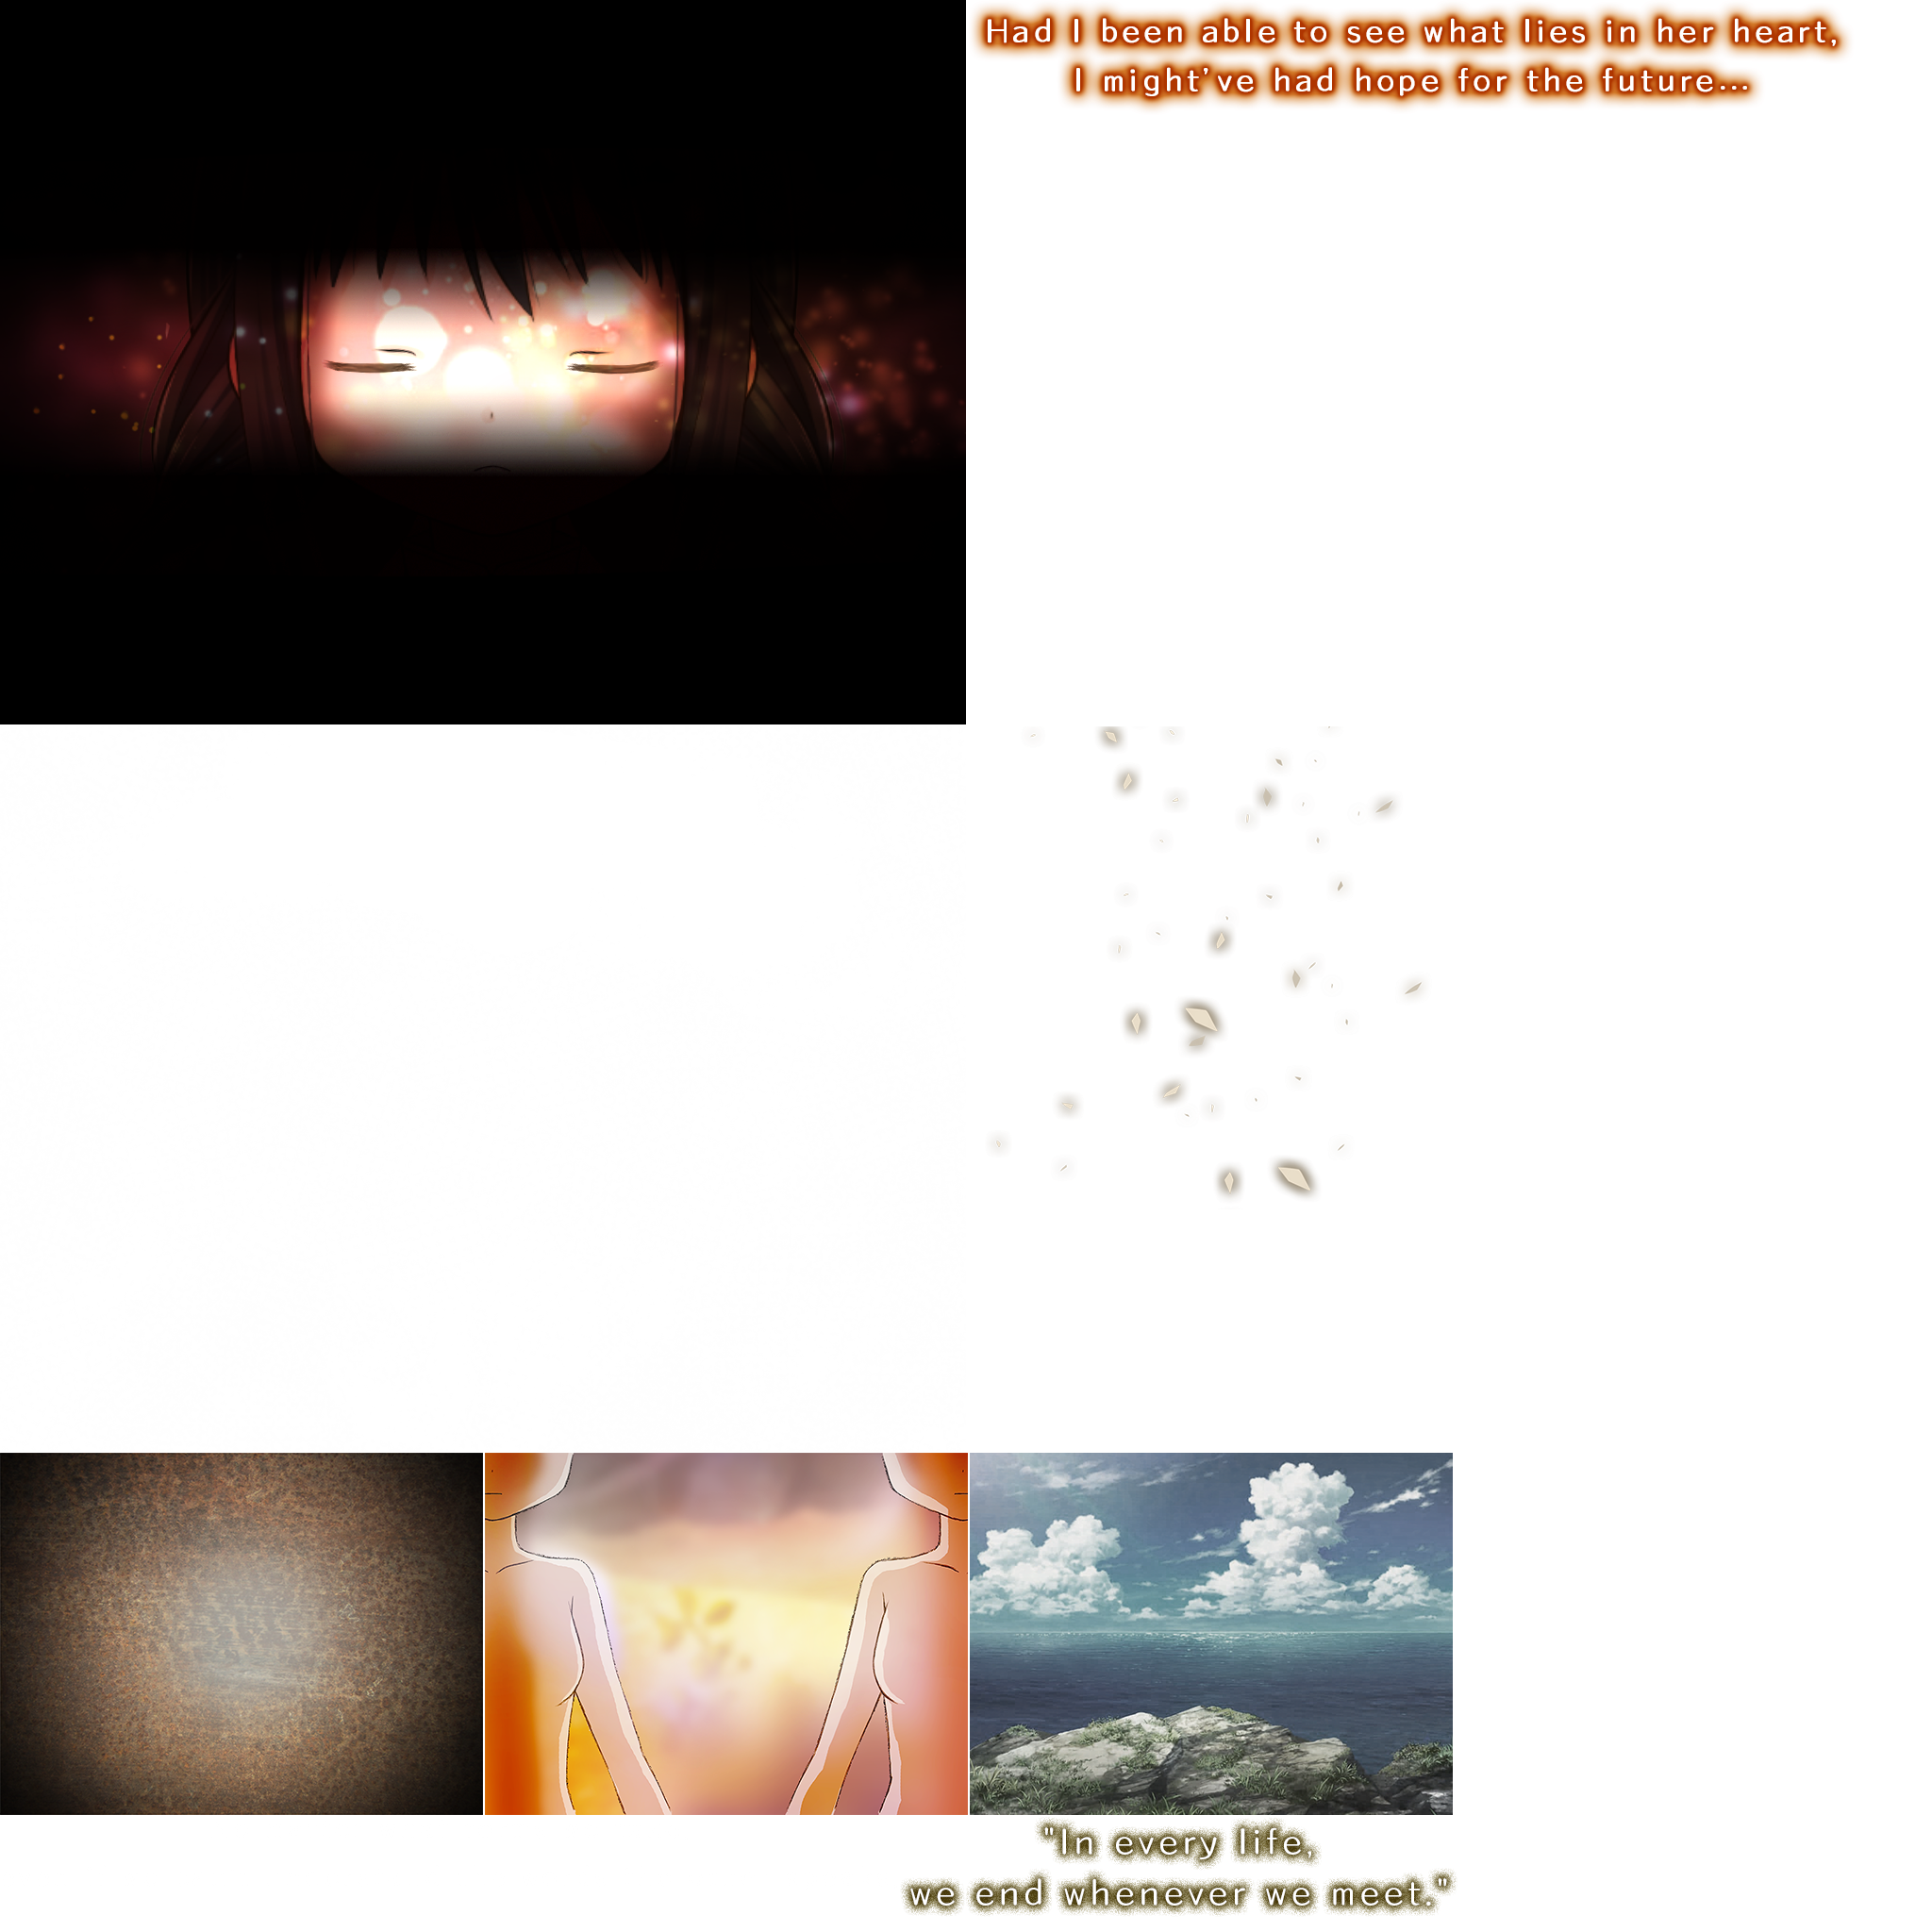 Had I been able to see what lies in her heart,
I might've had hope for the future...
"In every life,
we end whenever we meet."